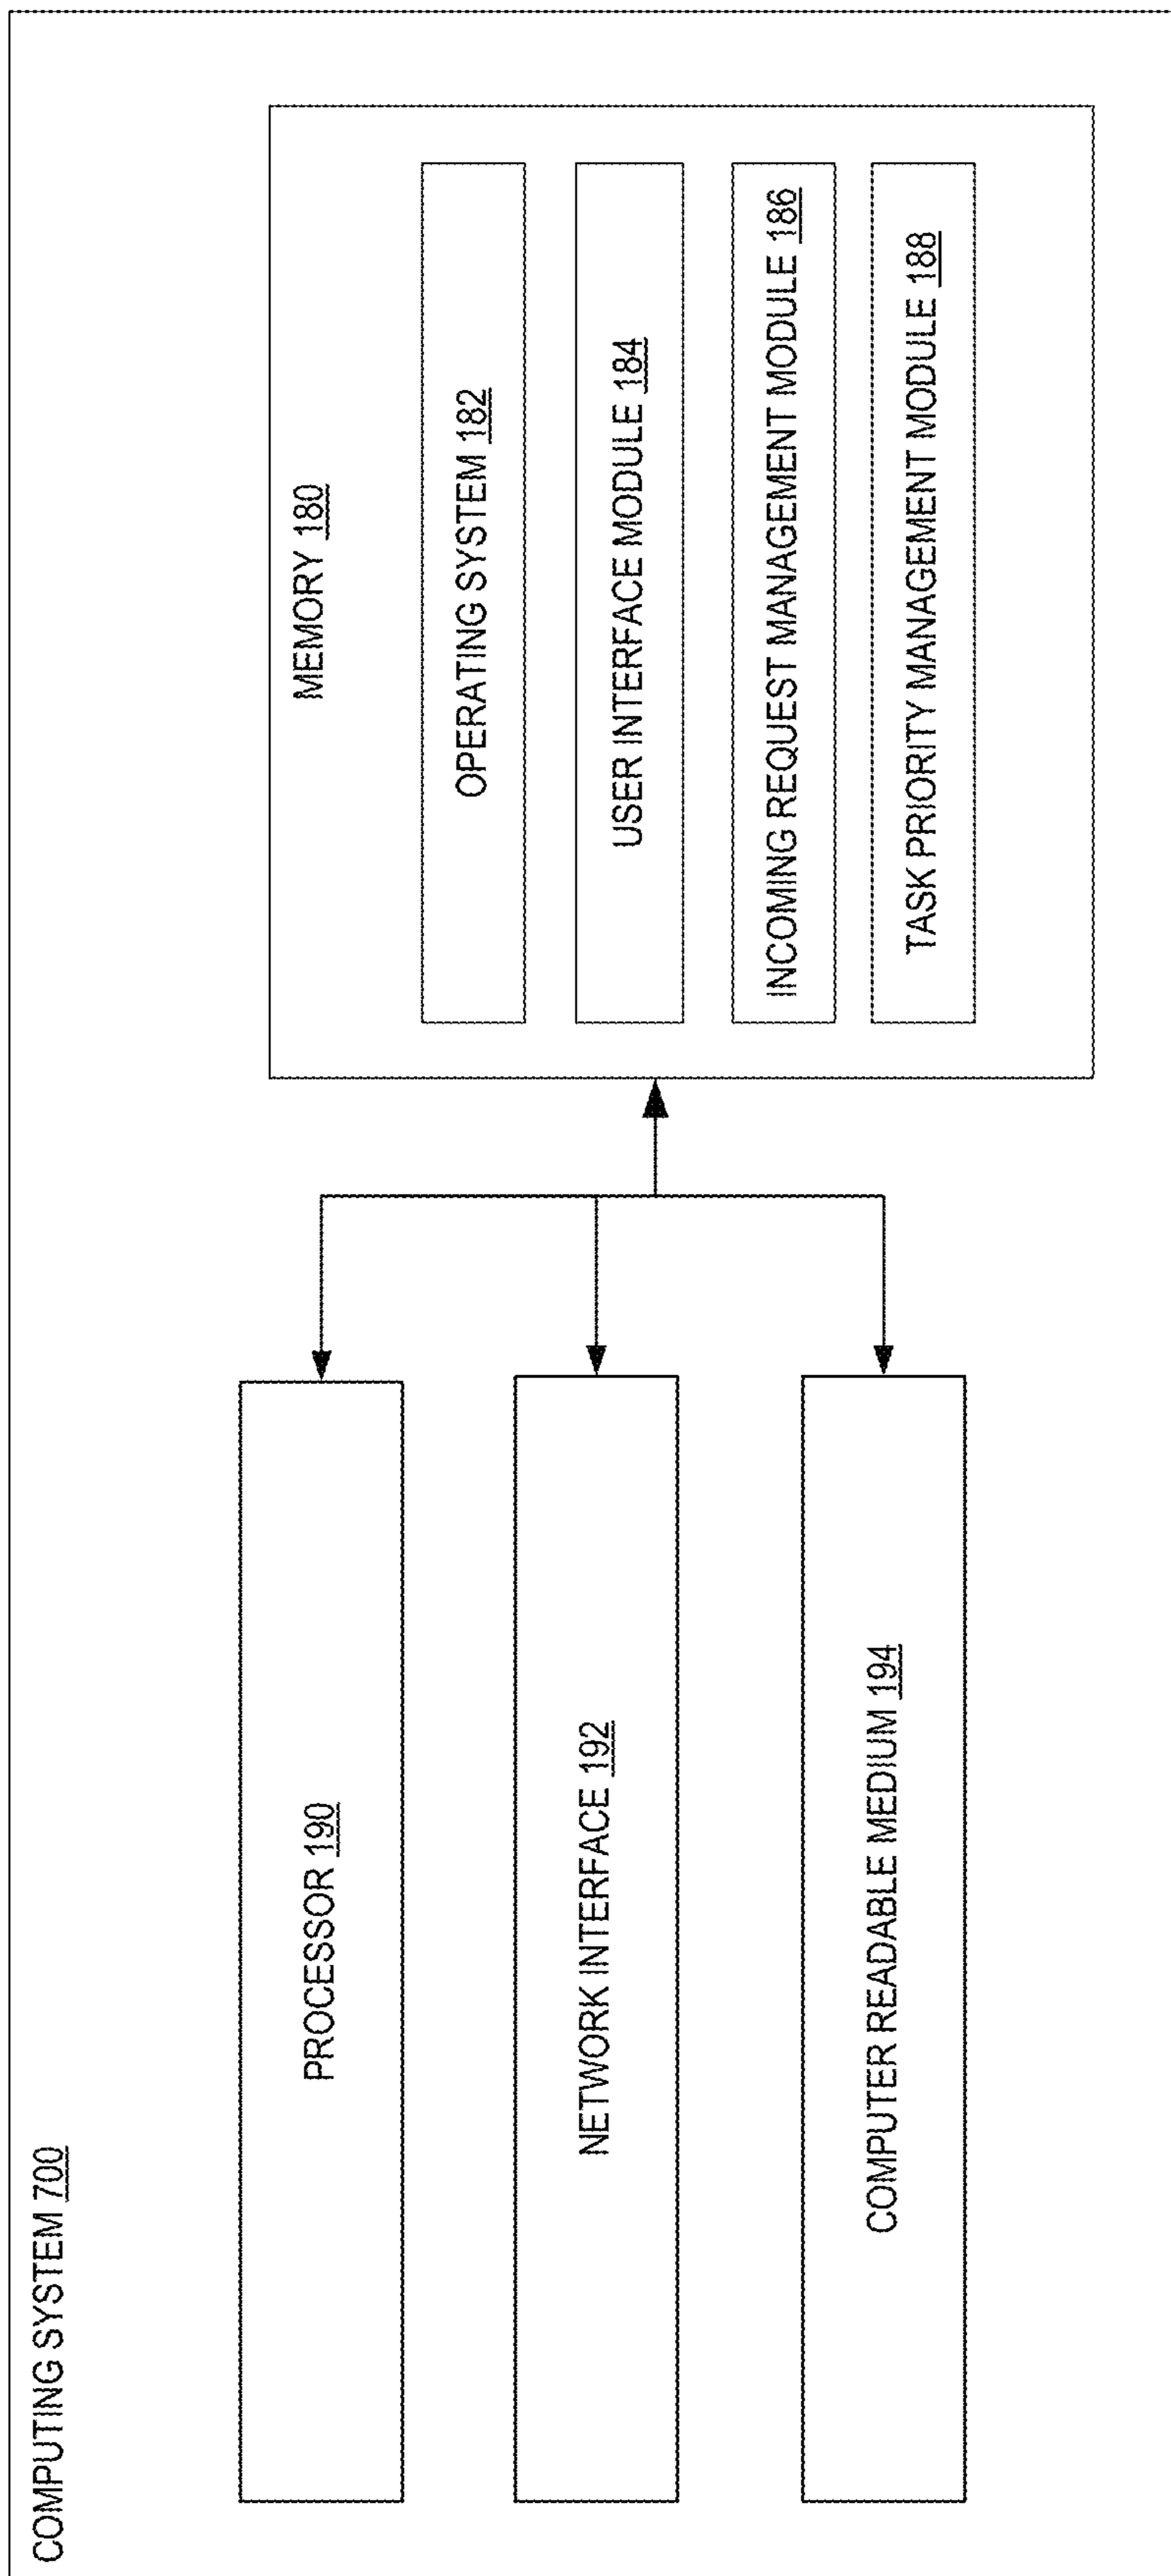 COMPUTING SYSTEM 700
PROCESSOR 190
NETWORK INTERFACE 192
COMPUTER READABLE MEDIUM 194
MEMORY 180
OPERATING SYSTEM 182
USER INTERFACE MODULE 184
INCOMING REQUEST MANAGEMENT MODULE 186
TASK PRIORITY MANAGEMENT MODULE 188